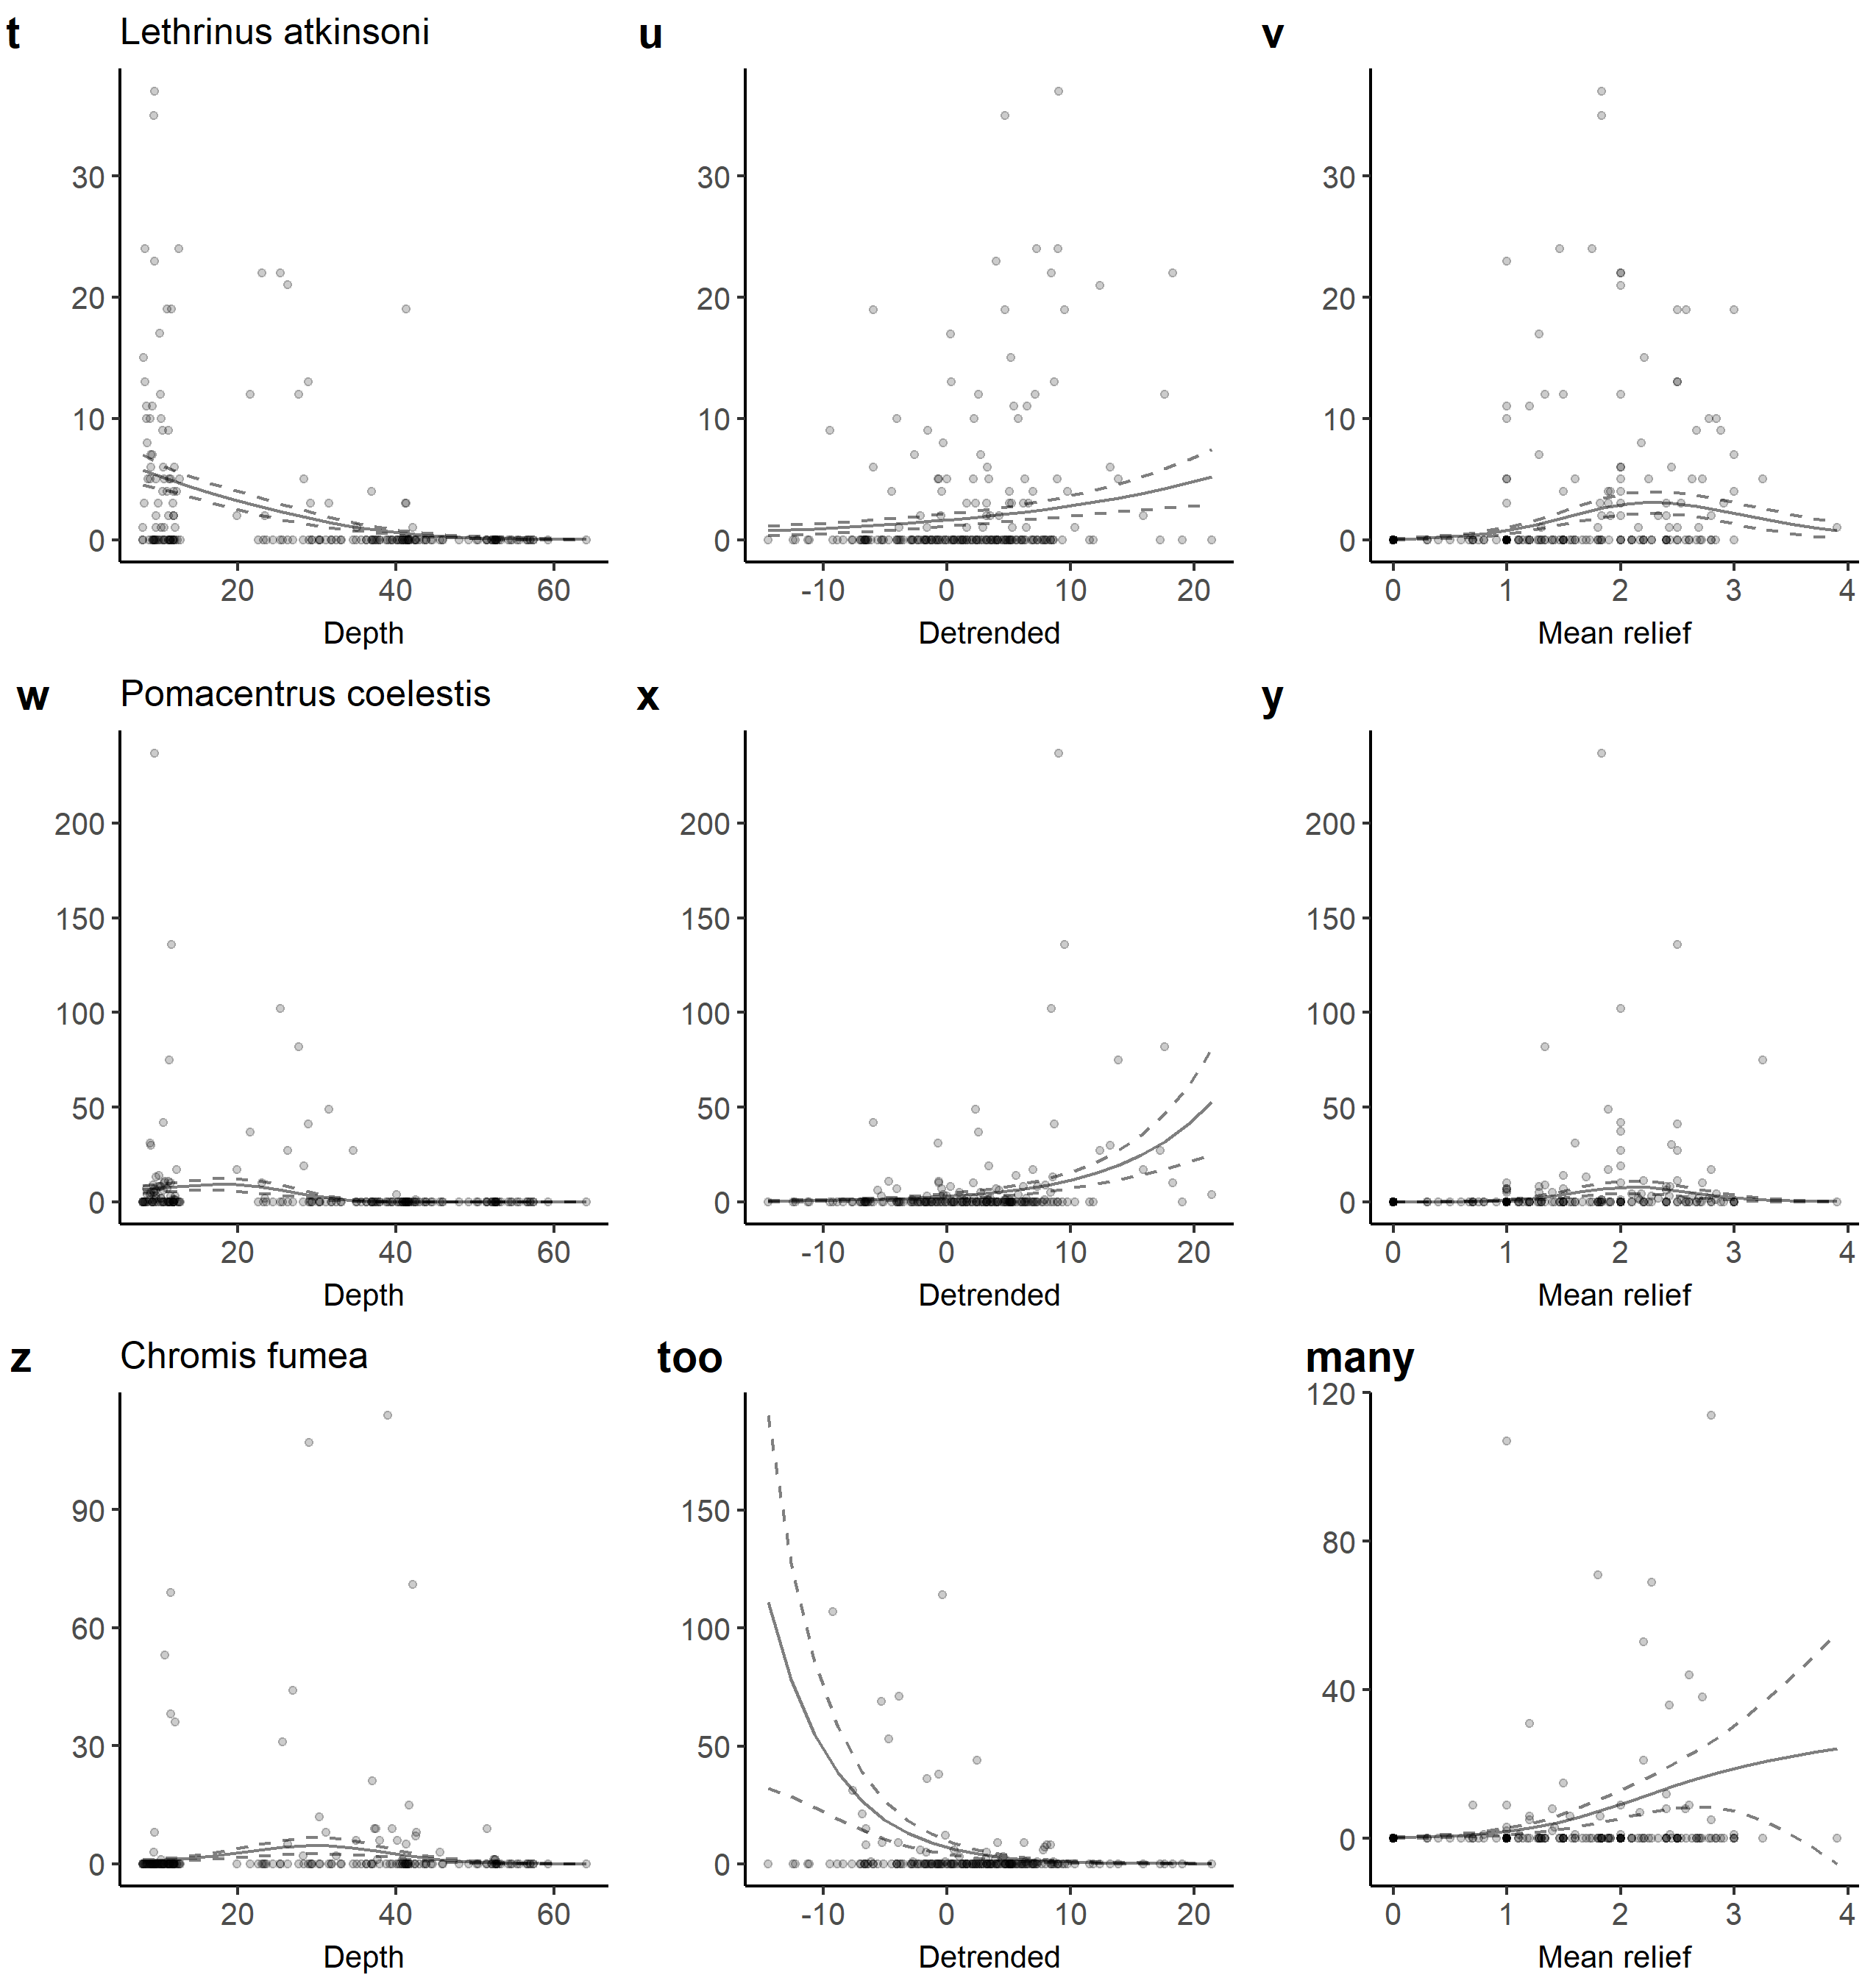 t Lethrinus atkinsoni u v
30 30 30
20 20 20
10 10 10
0 0 0
20 40 60 -10 0 10 20 0 1 2 3 4
Depth Detrended Mean relief
w Pomacentrus coelestis x y
200 200 200
150 150 150
100 100 100
50 50 50
0 0 0
20 40 60 -10 0 10 20 0 1 2 3 4
Depth Detrended Mean relief
z Chromis fumea too many
120
90 150 80
60 100
30 50 40
0 0 0
20 40 60 -10 0 10 20 0 1 2 3 4
Depth Detrended Mean relief